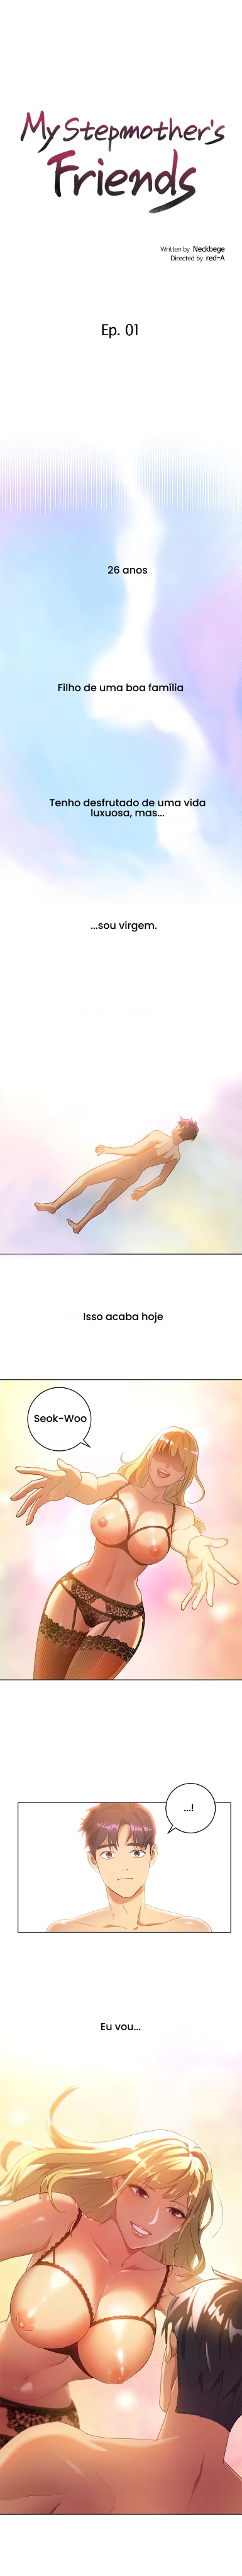 My Stepmother's
Friends
Written by Neckbege
Directed by red-A
Ep. 01
26 anos
Filho de uma boa família
Tenho desfrutado de uma vida
luxuosa, mas...
...sou virgem.
Isso acaba hoje
Seok-Woo
...!
Eu vou...